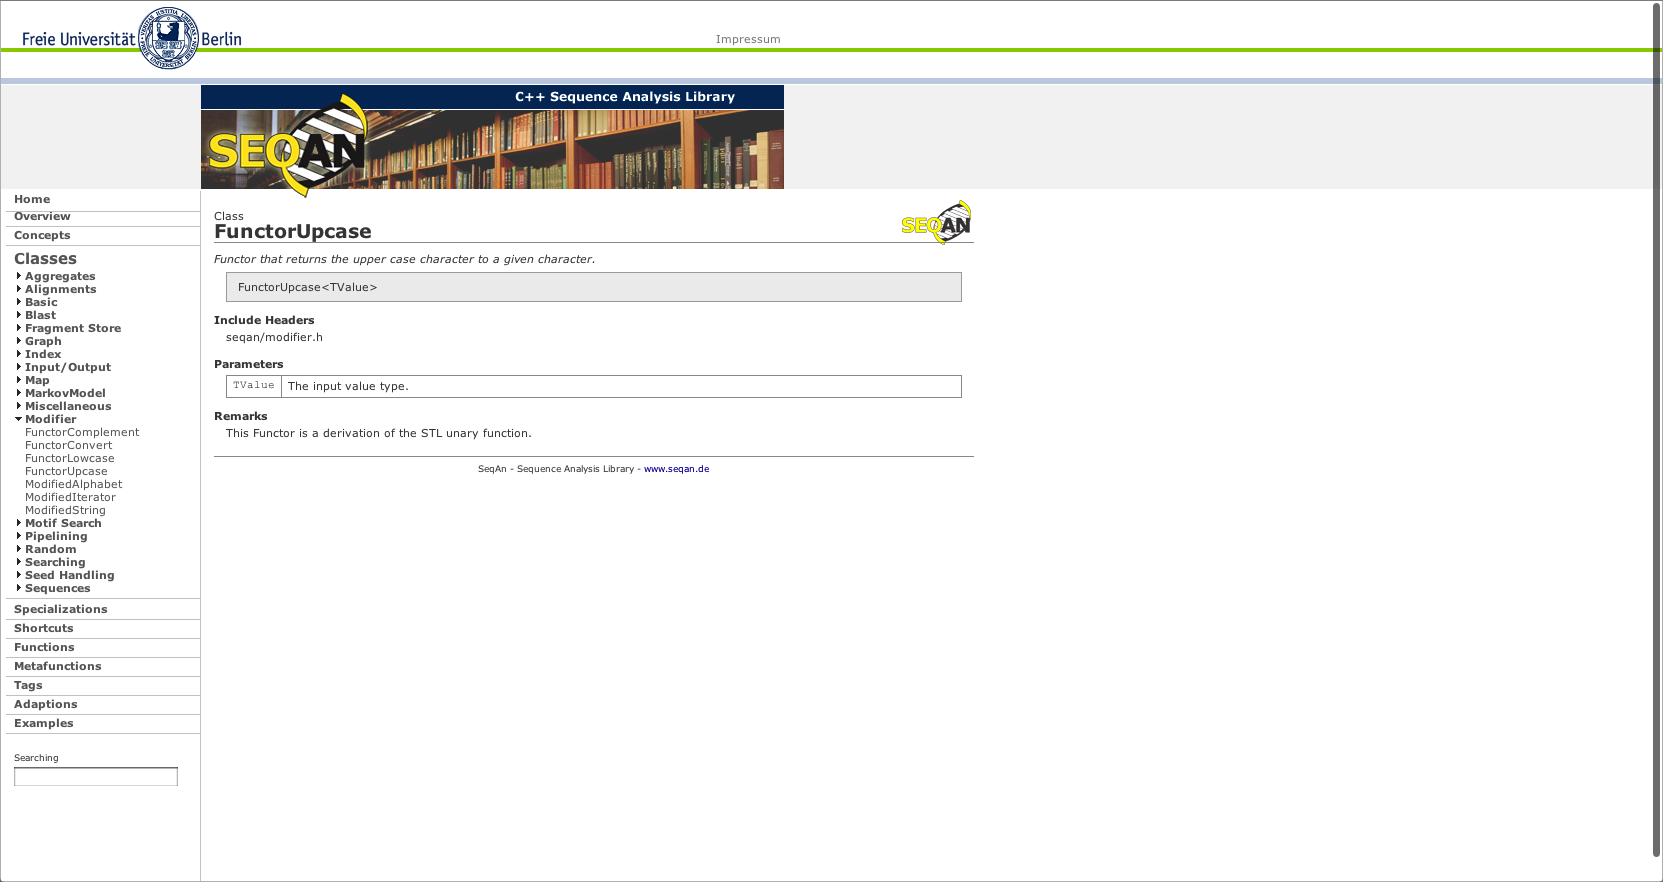 Freie Universität Berlin
Impressum
C++ Sequence Analysis Library
SEQAN
Home
Overview
Concepts
Classes
Aggregates
Alignments
Basic
Blast
Fragment Store
Graph
Index
Input/Output
Map
MarkovModel
Miscellaneous
Modifier
FunctorComplement
FunctorConvert
FunctorLowcase
FunctorUpcase
ModifiedAlphabet
ModifiedIterator
ModifiedString
Motif Search
Pipelining
Random
Searching
Seed Handling
Sequences
Specializations
Shortcuts
Functions
Metafunctions
Tags
Adaptions
Examples
Searching
Class
FunctorUpcase
SEQAN
Functor that returns the upper case character to a given character.
FunctorUpcase<TValue>
Include Headers
seqan/modifier.h
Parameters
TValue The input value type.
Remarks
This Functor is a derivation of the STL unary function.
SeqAn - Sequence Analysis Library - www.seqan.de